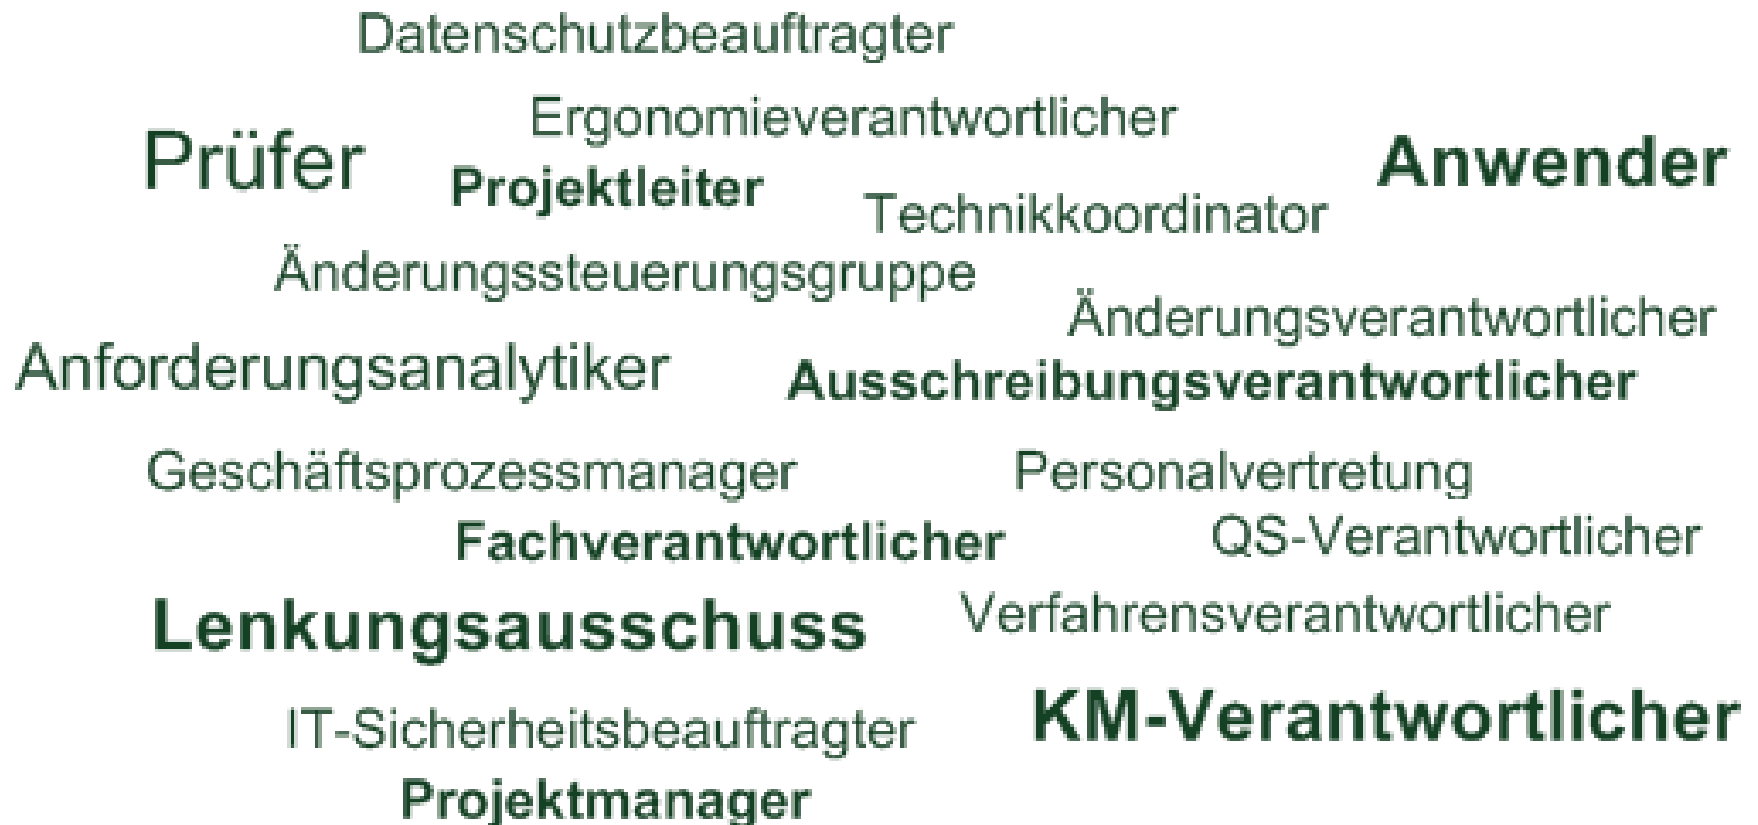 Datenschutzbeauftragter
Ergonomieverantwortlicher
Prüfer
Anwender
Projektleiter
Technikkoordinator
Änderungssteuerungsgruppe
Änderungsverantwortlicher
Anforderungsanalytiker
Ausschreibungsverantwortlicher
Geschäftsprozessmanager
Personalvertretung
Fachverantwortlicher
QS-Verantwortlicher
Lenkungsausschuss
Verfahrensverantwortlicher
IT-Sicherheitsbeauftragter
KM-Verantwortlicher
Projektmanager